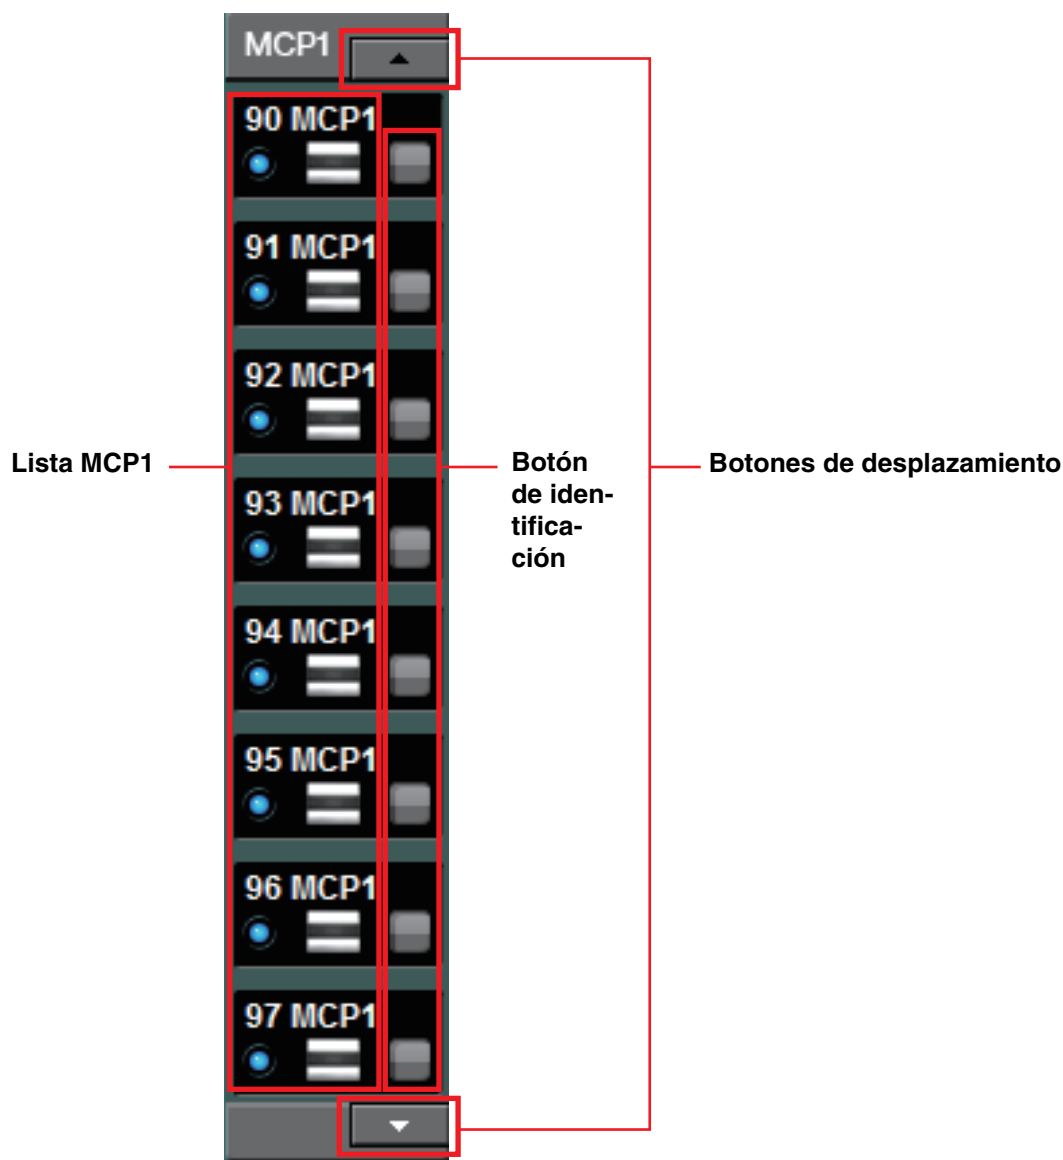 MCP1
90 MCP1
91 MCP1
92 MCP1
93 MCP1
94 MCP1
95 MCP1
96 MCP1
97 MCP1
Lista MCP1
Botón
de iden-
tifica-
ción
Botones de desplazamiento